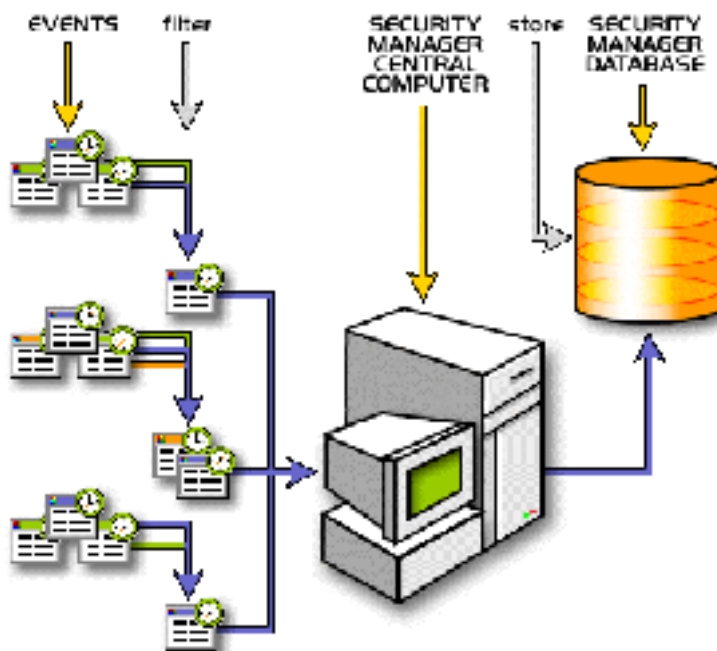 EVENTS
filter
SECURITY
MANAGER
CENTRAL
COMPUTER
store
SECURITY
MANAGER
DATABASE